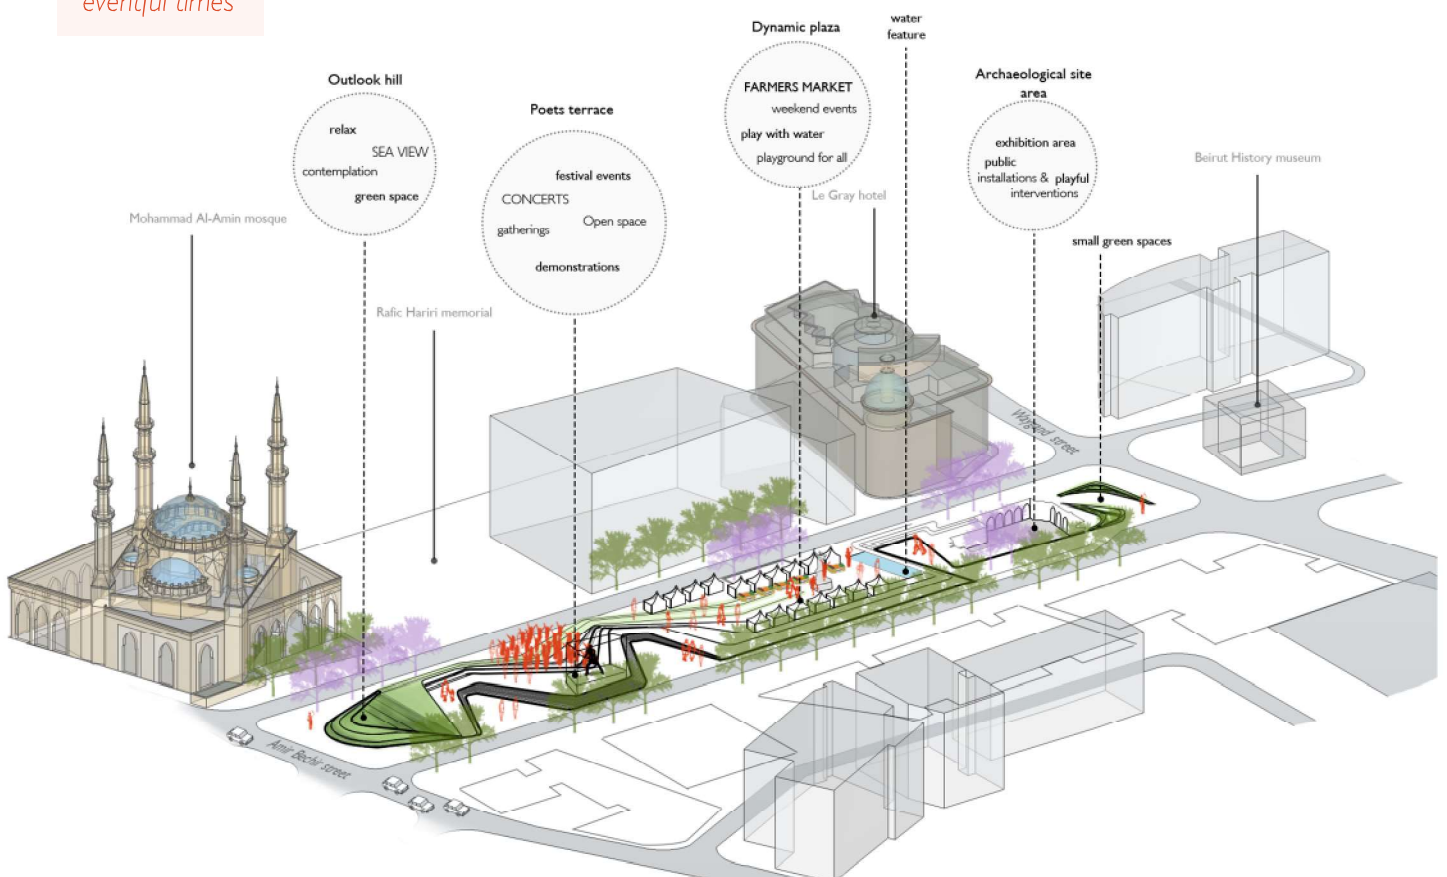 eventful times
Outlook hill
relax
SEA VIEW
contemplation
green space
Mohammad Al-Amin mosque
Rafic Hariri memorial
Poets terrace
festival events
CONCERTS
Open space
gatherings
demonstrations
Dynamic plaza
FARMERS MARKET
weekend events
play with water
playground for all
Le Gray hotel
water
feature
Archaeological site
area
exhibition area
public
installations & playful
interventions
small green spaces
Beirut History museum
Waygand street
Amir Bechir street